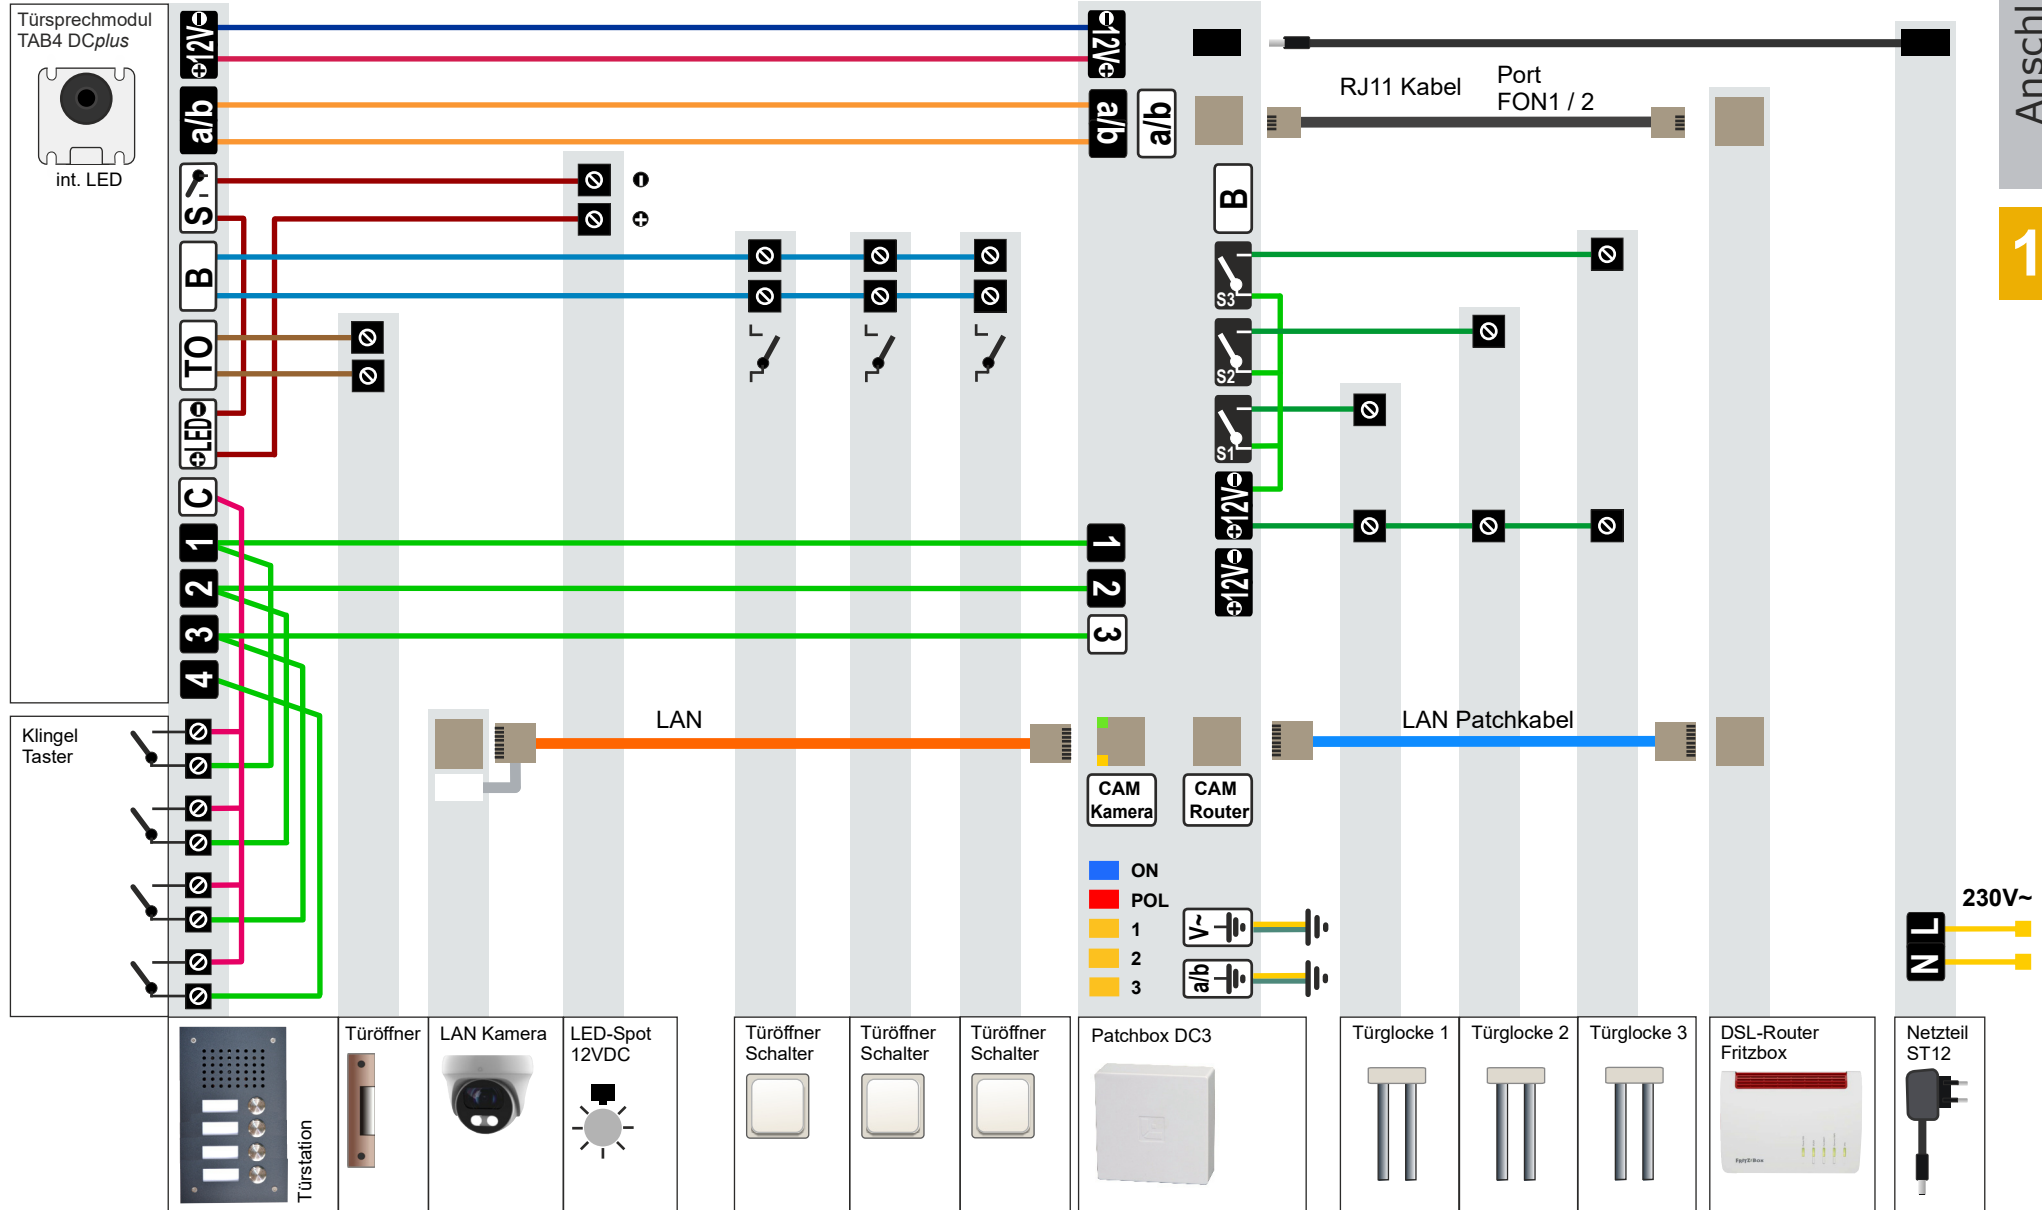 Türsprechmodul
TAB4 DCplus
int. LED
+12V-
a/b
S
B
TO
+LED-
C
1
2
3
4
Klingel
Taster
-12V+
a/b
a/b
RJ11 Kabel
Port
FON1 / 2
B
S3
S2
S1
+12V-
+12V-
1
2
3
LAN
LAN Patchkabel
CAM
Kamera
CAM
Router
ON
POL
1
2
3
V~
a/b
230V~
L
N
Anschl
1
Türstation
Türöffner
LAN Kamera
LED-Spot
12VDC
Türöffner
Schalter
Türöffner
Schalter
Türöffner
Schalter
Patchbox DC3
Türglocke 1
Türglocke 2
Türglocke 3
DSL-Router
Fritzbox
FRITZ!Box
Netzteil
ST12